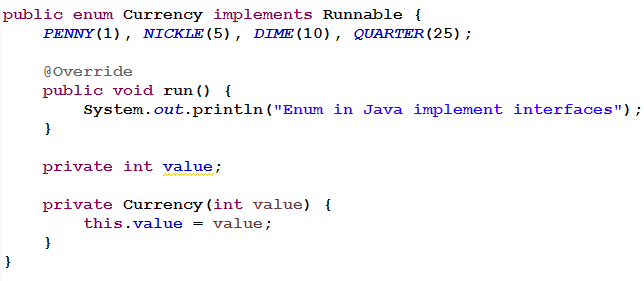 public enum Currency implements Runnable {
    PENNY(1), NICKLE(5), DIME(10), QUARTER(25);

    @Override
    public void run() {
        System.out.println("Enum in Java implement interfaces");
    }

    private int value;

    private Currency(int value) {
        this.value = value;
    }
}